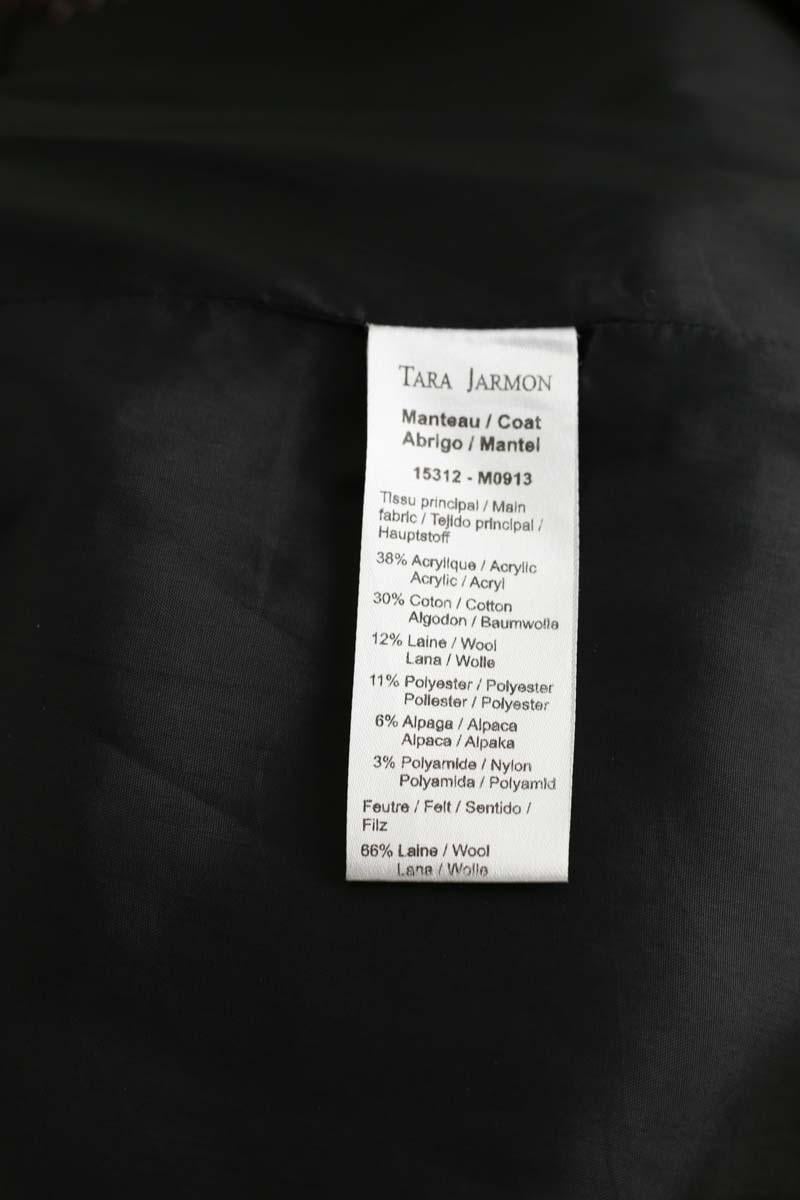 TARA JARMON
Manteau / Coat
Abrigo / Mantel
15312 - M0913
Tissu principal / Main
fabric / Tejido principal /
Hauptstoff
38% Acrylique / Acrylic
Acrylic / Acryl
30% Coton / Cotton
Algodon / Baumwolle
12% Laine / Wool
Lana / Wolle
11% Polyester / Polyester
Poliester / Polyester
6% Alpaga / Alpaca
Alpaca / Alpaka
3% Polyamide / Nylon
Polyamida / Polyamid
Feutre / Felt / Sentido /
Filz
66% Laine / Wool
Lana / Wolle